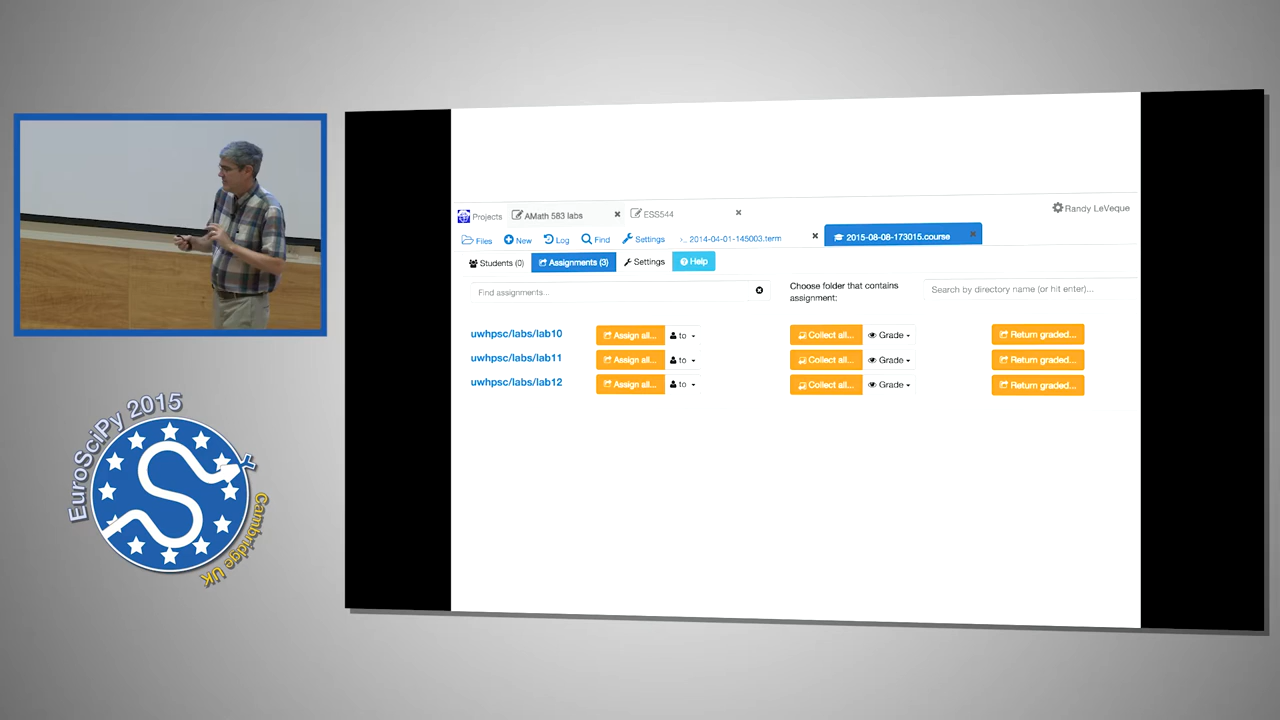 EuroSciPy 2015
Cambridge UK
Projects AMath 583 labs ESS544 Randy LeVeque
Files New Log Find Settings >_ 2014-04-01-145003.term 2015-08-08-173015.course
Students (0) Assignments (3) Settings Help
Find assignments... Choose folder that contains assignment: Search by directory name (or hit enter)...
uwhpsc/labs/lab10 Assign all... to Collect all... Grade Return graded...
uwhpsc/labs/lab11 Assign all... to Collect all... Grade Return graded...
uwhpsc/labs/lab12 Assign all... to Collect all... Grade Return graded...